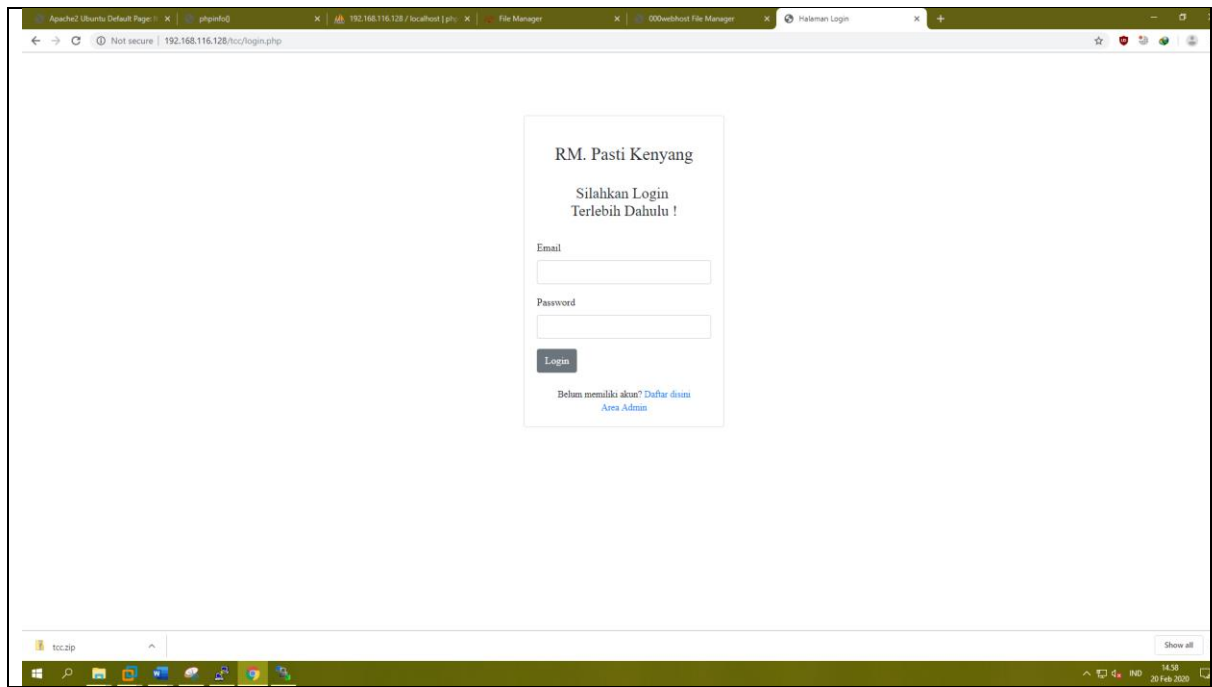 Apache2 Ubuntu Default Page:
phpinfo()
192.168.116.128 / localhost | php
File Manager
000webhost File Manager
Halaman Login
Not secure | 192.168.116.128/tcc/login.php
RM. Pasti Kenyang
Silahkan Login
Terlebih Dahulu !
Email
Password
Login
Belum memiliki akun? Daftar disini
Area Admin
tcc.zip
Show all
IND
14.58
20 Feb 2020